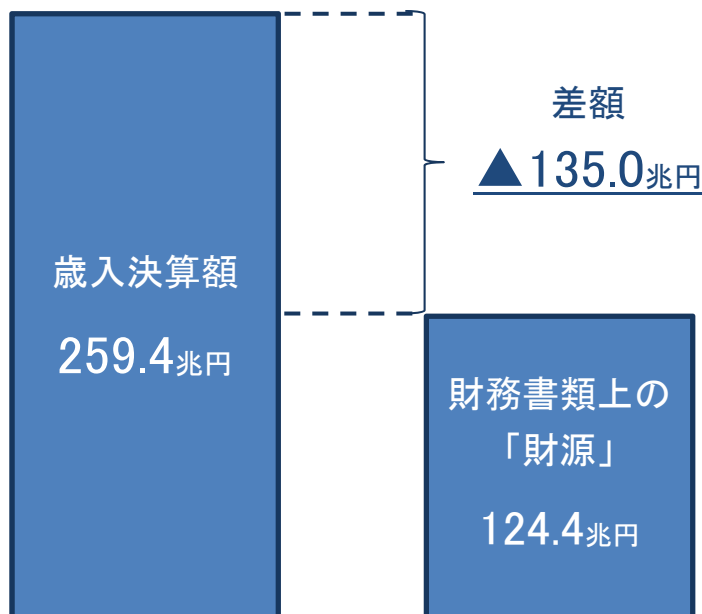 差額
▲135.0兆円
歳入決算額
259.4兆円
財務書類上の
「財源」
124.4兆円